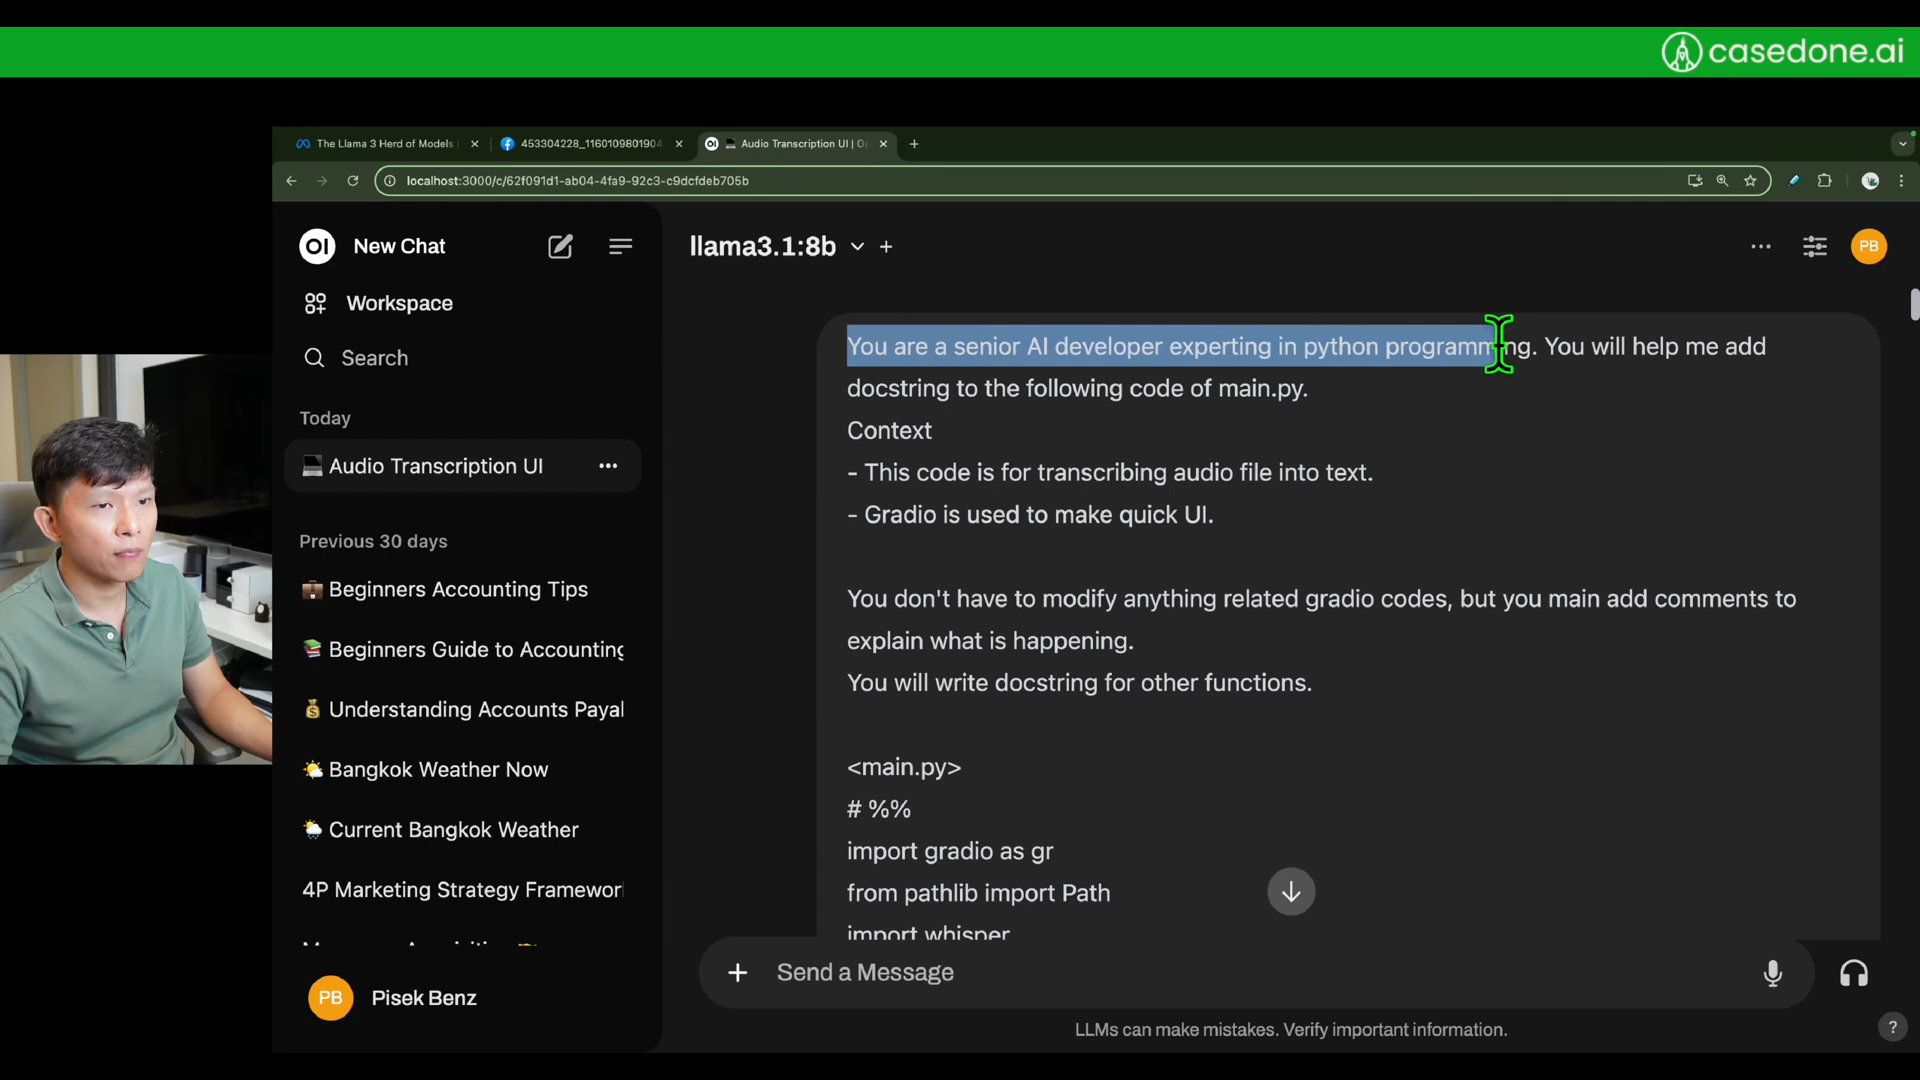 casedone.ai
The Llama 3 Herd of Models
453304228_1160109801904
Audio Transcription UI | O
localhost:3000/c/62f091d1-ab04-4fa9-92c3-c9dcfdeb705b
OI New Chat
llama3.1:8b
PB
Workspace
Search
Today
Audio Transcription UI
Previous 30 days
Beginners Accounting Tips
Beginners Guide to Accounting
Understanding Accounts Payal
Bangkok Weather Now
Current Bangkok Weather
4P Marketing Strategy Framewor
PB Pisek Benz
You are a senior AI developer experting in python programming. You will help me add
docstring to the following code of main.py.
Context
- This code is for transcribing audio file into text.
- Gradio is used to make quick UI.
You don't have to modify anything related gradio codes, but you main add comments to
explain what is happening.
You will write docstring for other functions.
<main.py>
# %%
import gradio as gr
from pathlib import Path
import whisper
Send a Message
LLMs can make mistakes. Verify important information.
?